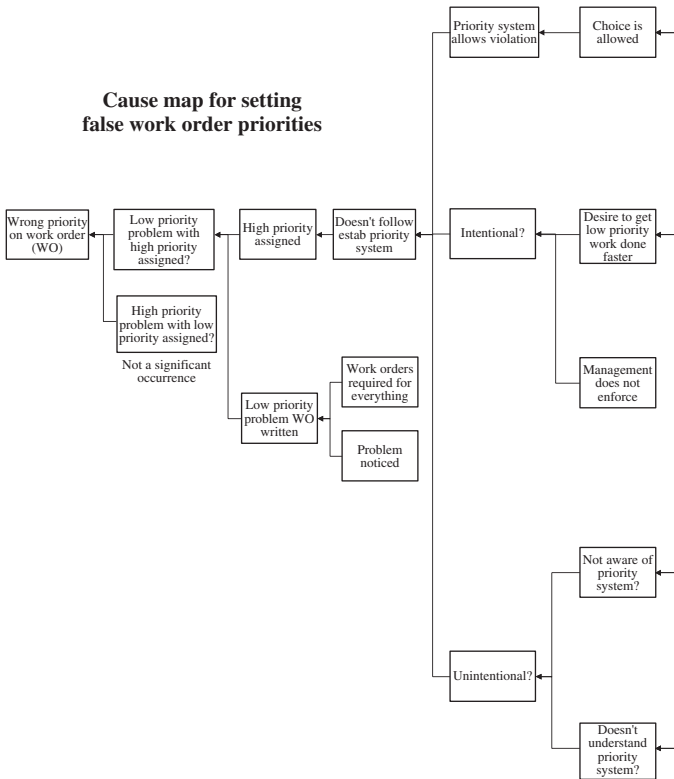 Priority system
allows violation
Choice is
allowed
Cause map for setting
false work order priorities
Wrong priority
on work order
(WO)
Low priority
problem with
high priority
assigned?
High priority
assigned
Doesn't follow
estab priority
system
Intentional?
Desire to get
low priority
work done
faster
High priority
problem with low
priority assigned?
Not a significant
occurrence
Work orders
required for
everything
Management
does not
enforce
Low priority
problem WO
written
Problem
noticed
Not aware of
priority
system?
Unintentional?
Doesn't
understand
priority
system?